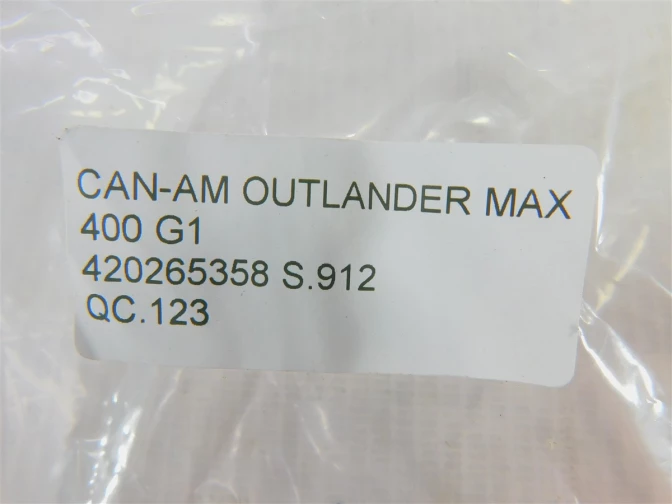 CAN-AM OUTLANDER MAX
400 G1
420265358 S.912
QC.123